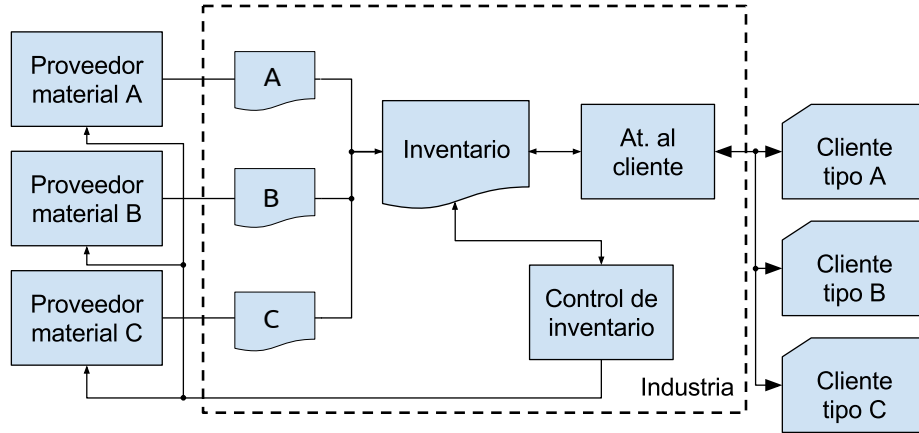 Proveedor
material A
A
Proveedor
material B
B
Proveedor
material C
C
Inventario
At. al
cliente
Control de
inventario
Industria
Cliente
tipo A
Cliente
tipo B
Cliente
tipo C